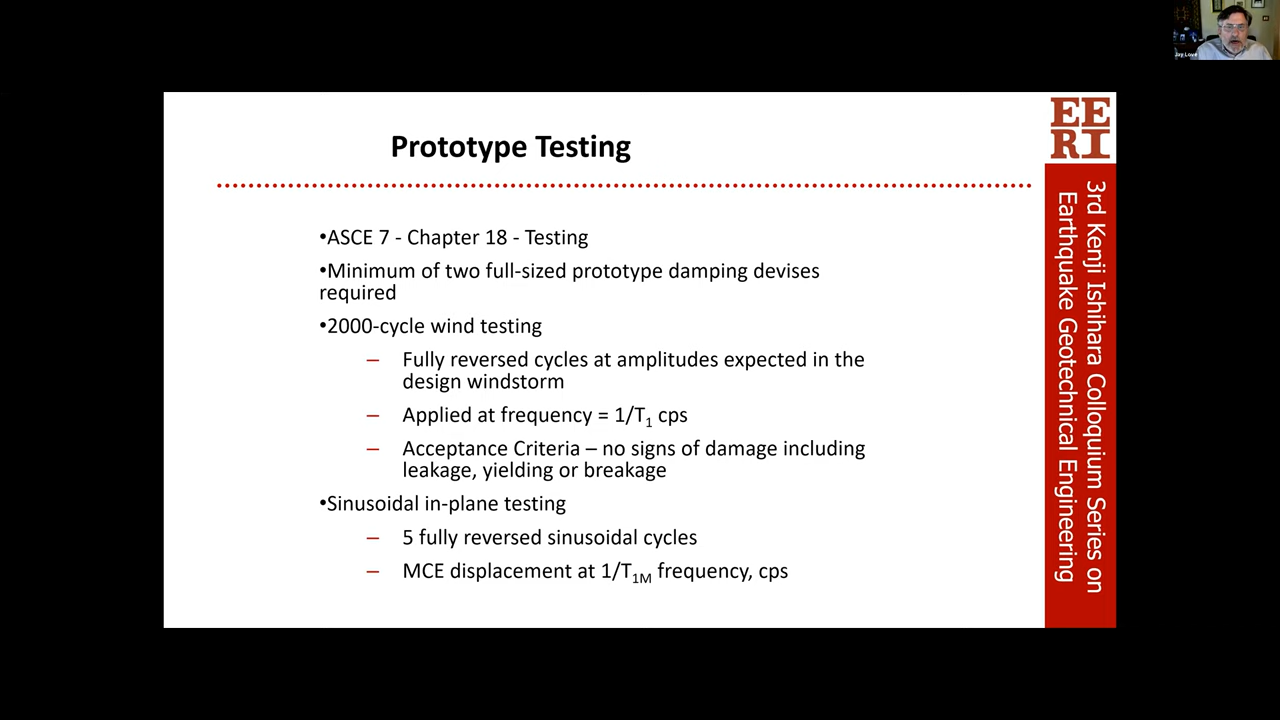 Jay Love
Prototype Testing
•ASCE 7 - Chapter 18 - Testing
•Minimum of two full-sized prototype damping devises
required
•2000-cycle wind testing
– Fully reversed cycles at amplitudes expected in the
design windstorm
– Applied at frequency = 1/T1 cps
– Acceptance Criteria – no signs of damage including
leakage, yielding or breakage
•Sinusoidal in-plane testing
– 5 fully reversed sinusoidal cycles
– MCE displacement at 1/T1M frequency, cps
EE
RI
3rd Kenji Ishihara Colloquium Series on
Earthquake Geotechnical Engineering